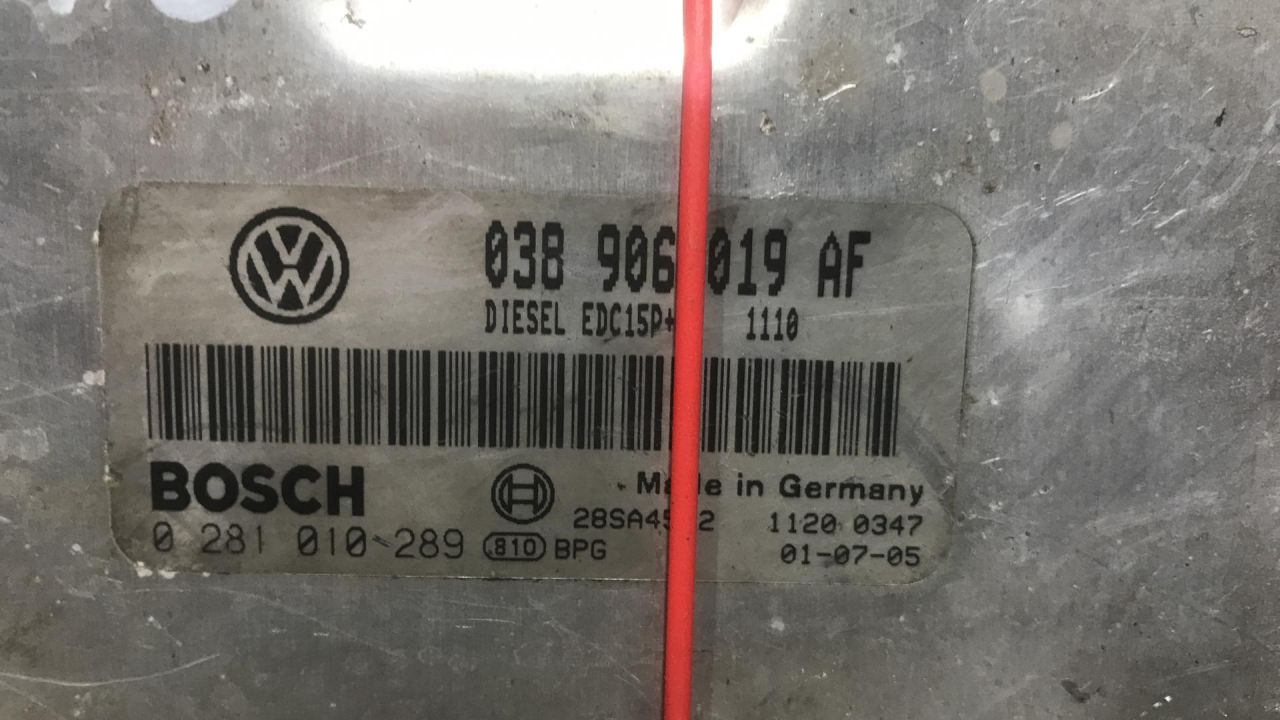 038 906 019 AF
DIESEL EDC15P+ 1110
BOSCH
Made in Germany
1120 0347
0 281 010-289 810 BPG
01-07-05